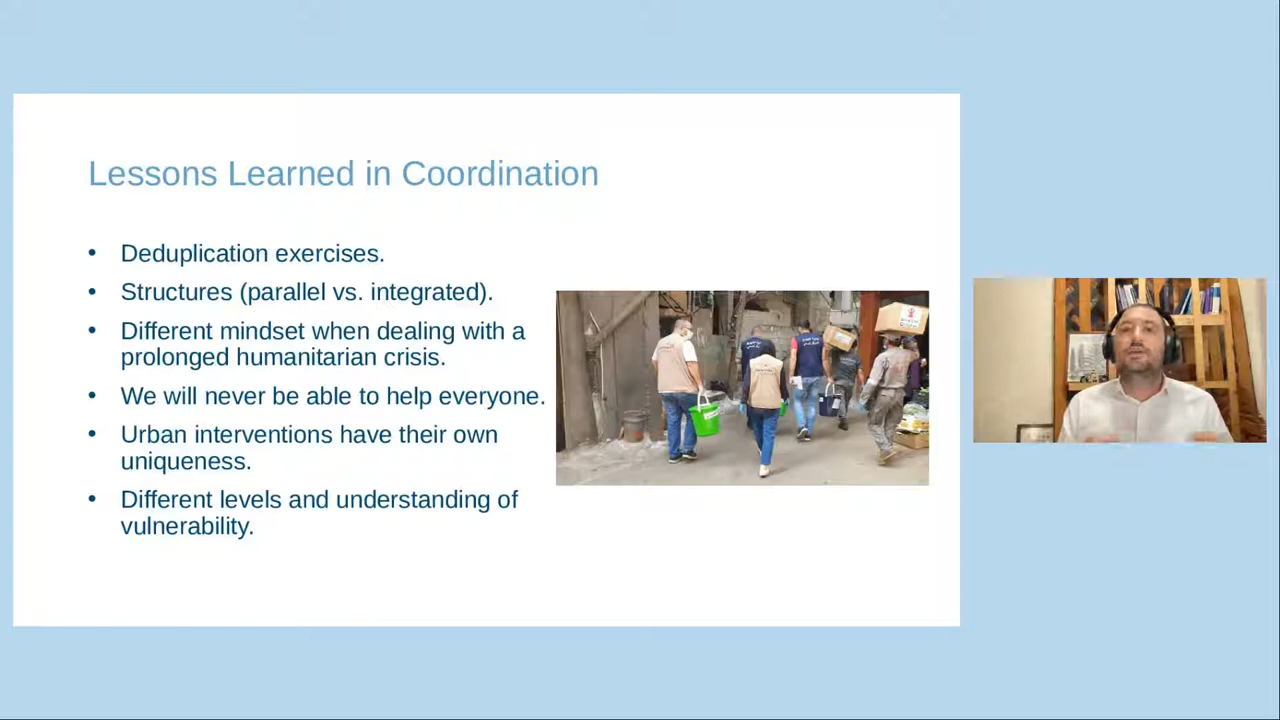 Lessons Learned in Coordination
• Deduplication exercises.
• Structures (parallel vs. integrated).
• Different mindset when dealing with a
prolonged humanitarian crisis.
• We will never be able to help everyone.
• Urban interventions have their own
uniqueness.
• Different levels and understanding of
vulnerability.